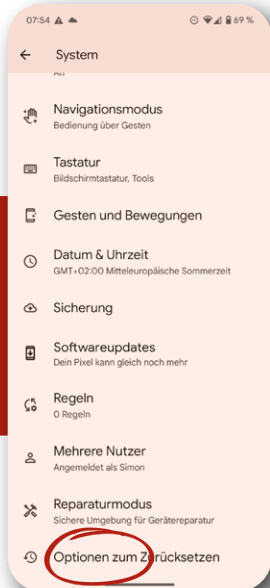 07:54 69 %
System
An
Navigationsmodus
Bedienung über Gesten
Tastatur
Bildschirmtastatur, Tools
Gesten und Bewegungen
Datum & Uhrzeit
GMT+02:00 Mitteleuropäische Sommerzeit
Sicherung
Softwareupdates
Dein Pixel kann gleich noch mehr
Regeln
0 Regeln
Mehrere Nutzer
Angemeldet als Simon
Reparaturmodus
Sichere Umgebung für Gerätereparatur
Optionen zum Zurücksetzen